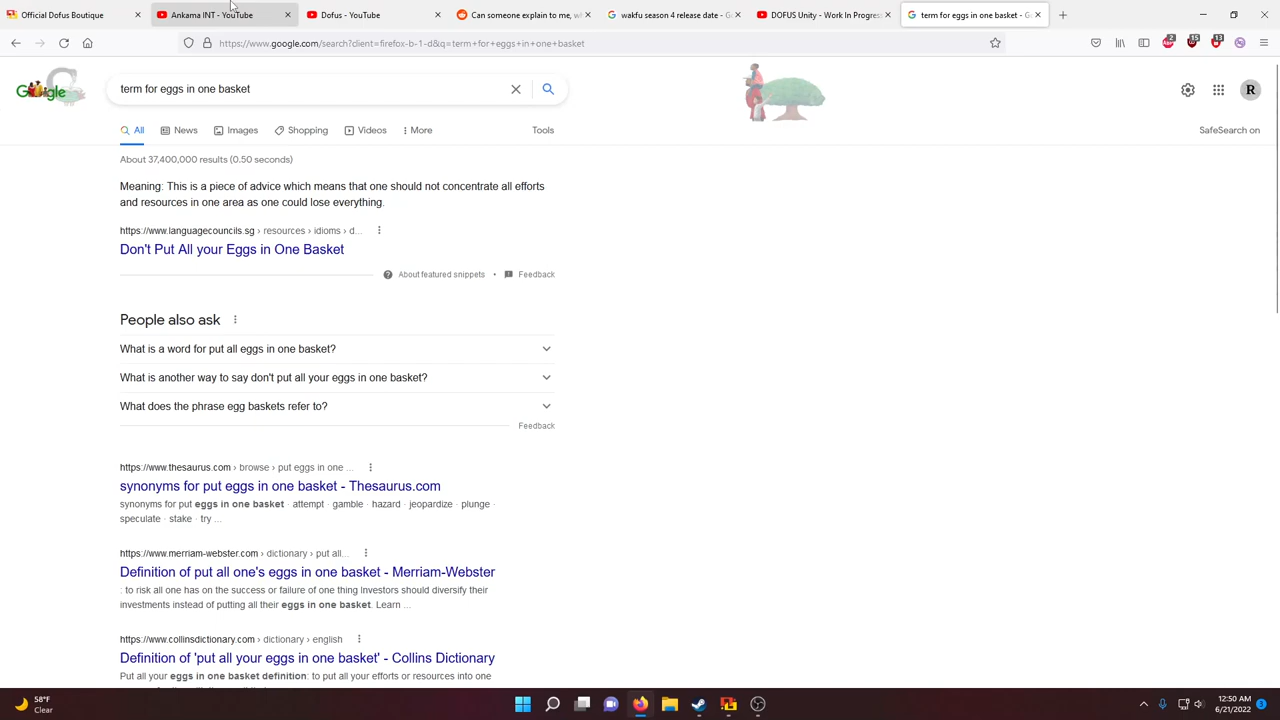 Official Dofus Boutique
Ankama INT - YouTube
Dofus - YouTube
Can someone explain to me, w
wakfu season 4 release date - G
DOFUS Unity - Work In Progress
term for eggs in one basket - G
https://www.google.com/search?client=firefox-b-1-d&q=term+for+eggs+in+one+basket
2
15
13
Google
term for eggs in one basket
R
All
News
Images
Shopping
Videos
More
Tools
SafeSearch on
About 37,400,000 results (0.50 seconds)
Meaning: This is a piece of advice which means that one should not concentrate all efforts
and resources in one area as one could lose everything.
https://www.languagecouncils.sg › resources › idioms › d...
Don't Put All your Eggs in One Basket
About featured snippets • Feedback
People also ask
What is a word for put all eggs in one basket?
What is another way to say don't put all your eggs in one basket?
What does the phrase egg baskets refer to?
Feedback
https://www.thesaurus.com › browse › put eggs in one ...
synonyms for put eggs in one basket - Thesaurus.com
synonyms for put eggs in one basket · attempt · gamble · hazard · jeopardize · plunge ·
speculate · stake · try ...
https://www.merriam-webster.com › dictionary › put all...
Definition of put all one's eggs in one basket - Merriam-Webster
: to risk all one has on the success or failure of one thing Investors should diversify their
investments instead of putting all their eggs in one basket. Learn ...
https://www.collinsdictionary.com › dictionary › english
Definition of 'put all your eggs in one basket' - Collins Dictionary
Put all your eggs in one basket definition: to put all your efforts or resources into one
58°F
Clear
12:50 AM
6/21/2022
3